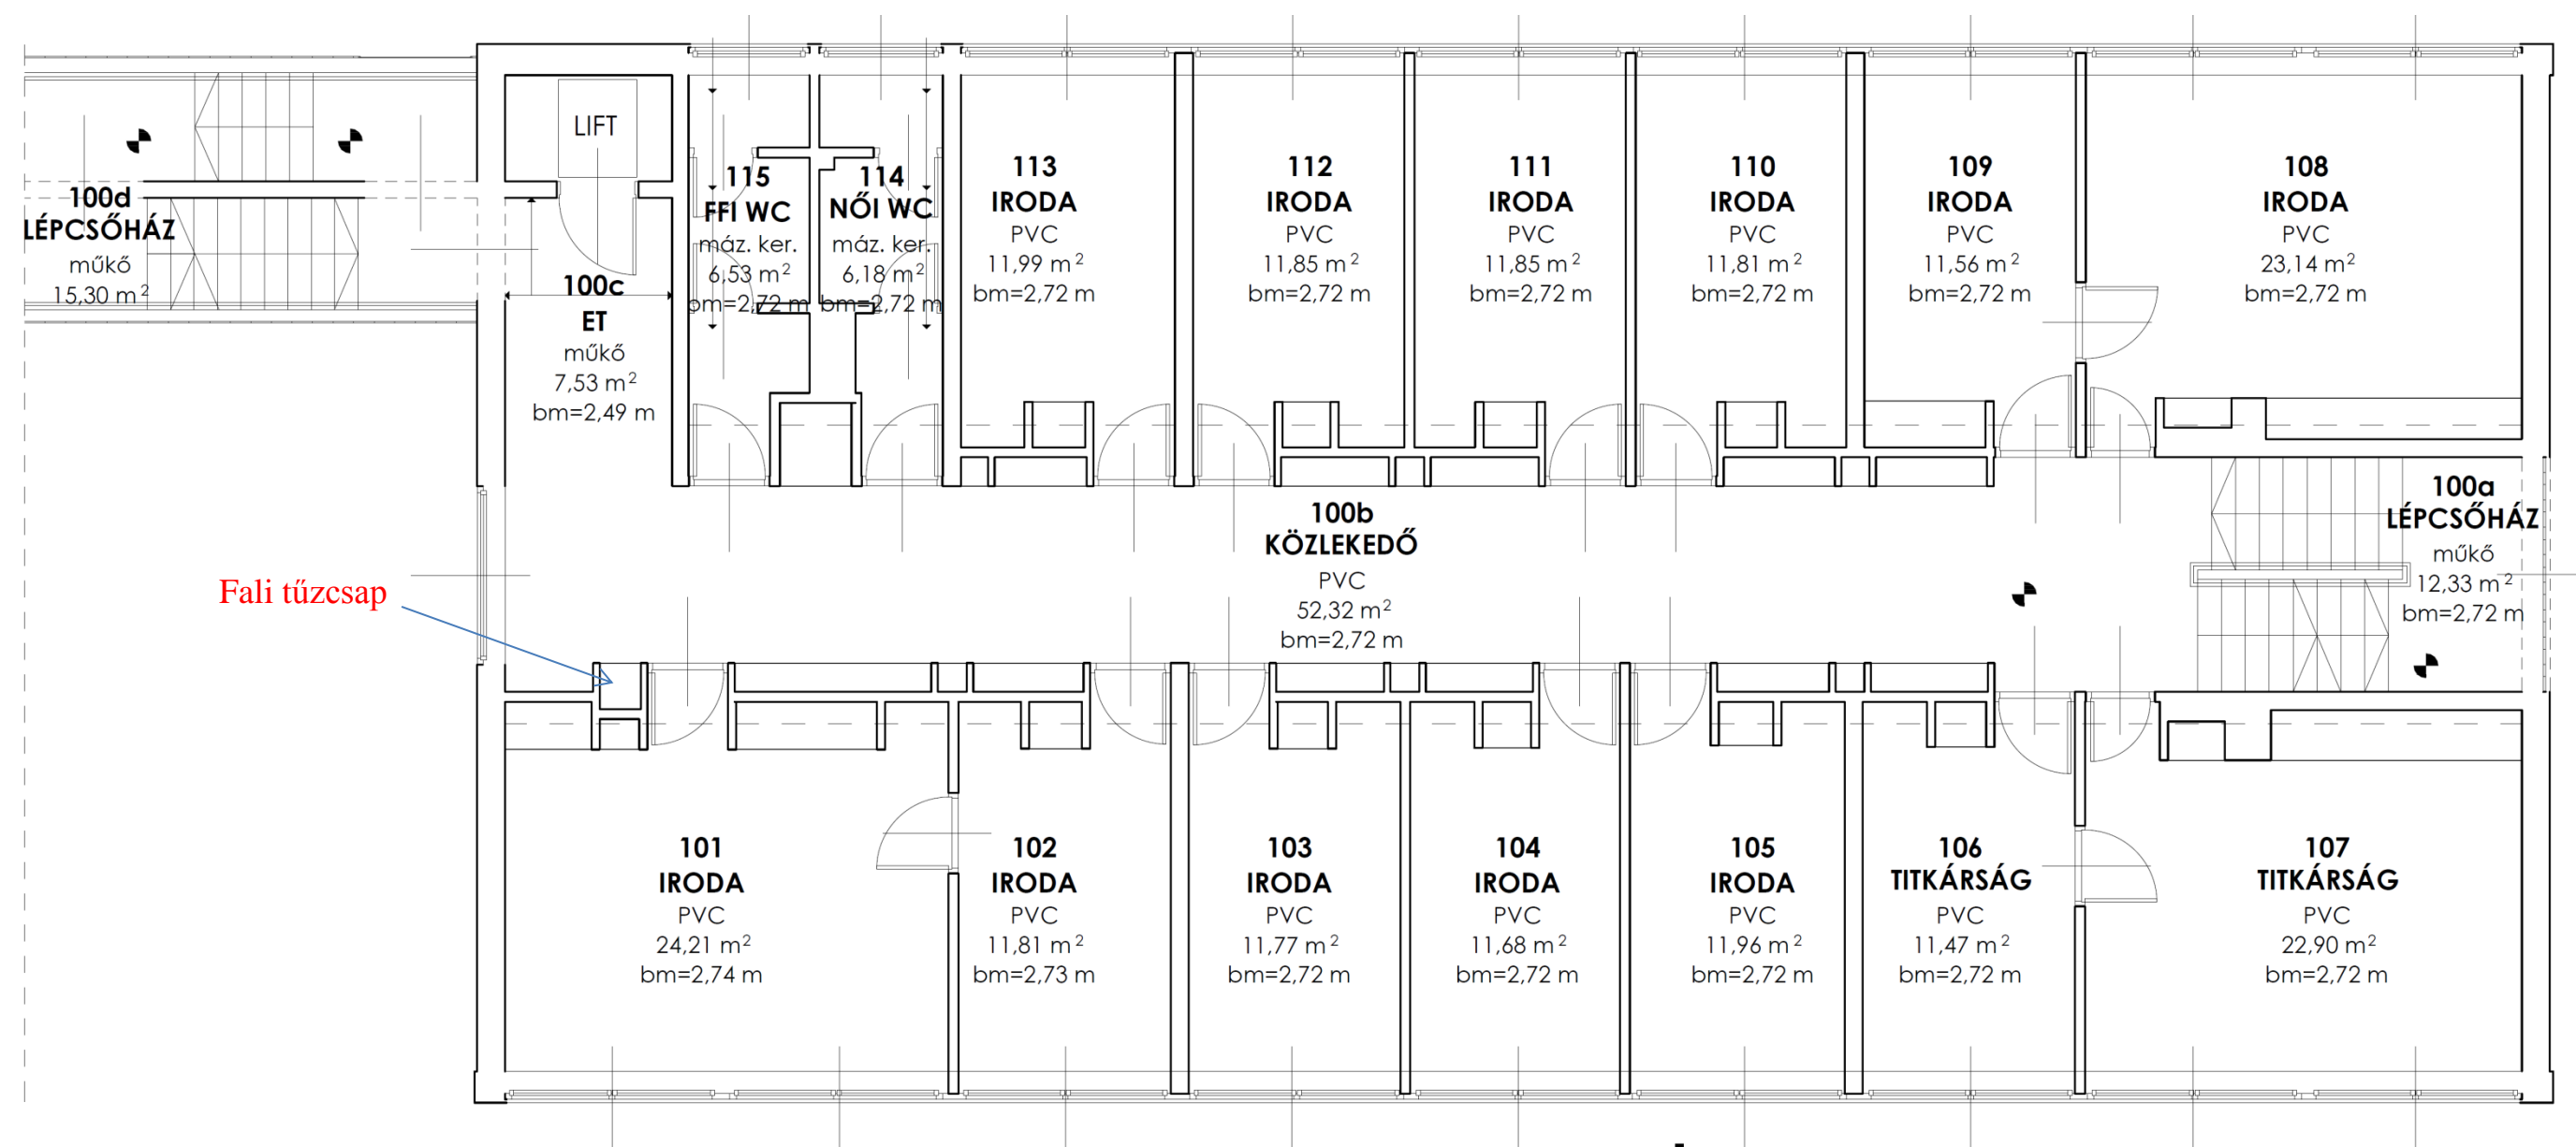 LIFT
100d
LÉPCSŐHÁZ
műkő
15,30 m²
100c
ET
műkő
7,53 m²
bm=2,49 m
115
FFI WC
máz. ker.
6,53 m²
bm=2,72 m
114
NŐI WC
máz. ker.
6,18 m²
bm=2,72 m
113
IRODA
PVC
11,99 m²
bm=2,72 m
112
IRODA
PVC
11,85 m²
bm=2,72 m
111
IRODA
PVC
11,85 m²
bm=2,72 m
110
IRODA
PVC
11,81 m²
bm=2,72 m
109
IRODA
PVC
11,56 m²
bm=2,72 m
108
IRODA
PVC
23,14 m²
bm=2,72 m
100b
KÖZLEKEDŐ
PVC
52,32 m²
bm=2,72 m
100a
LÉPCSŐHÁZ
műkő
12,33 m²
bm=2,72 m
Fali tűzcsap
101
IRODA
PVC
24,21 m²
bm=2,74 m
102
IRODA
PVC
11,81 m²
bm=2,73 m
103
IRODA
PVC
11,77 m²
bm=2,72 m
104
IRODA
PVC
11,68 m²
bm=2,72 m
105
IRODA
PVC
11,96 m²
bm=2,72 m
106
TITKÁRSÁG
PVC
11,47 m²
bm=2,72 m
107
TITKÁRSÁG
PVC
22,90 m²
bm=2,72 m